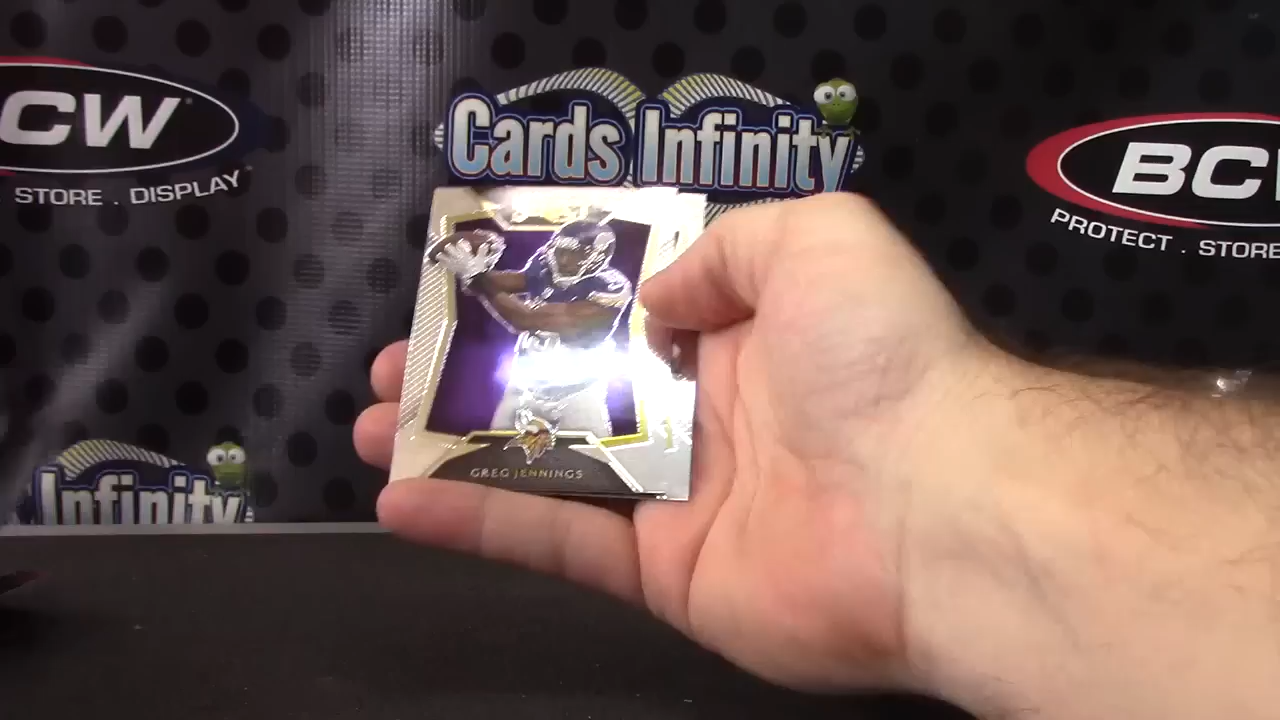 CW
STORE . DISPLAY
Cards Infinity
BC
PROTECT . STORE
GREG JENNINGS
Infinity